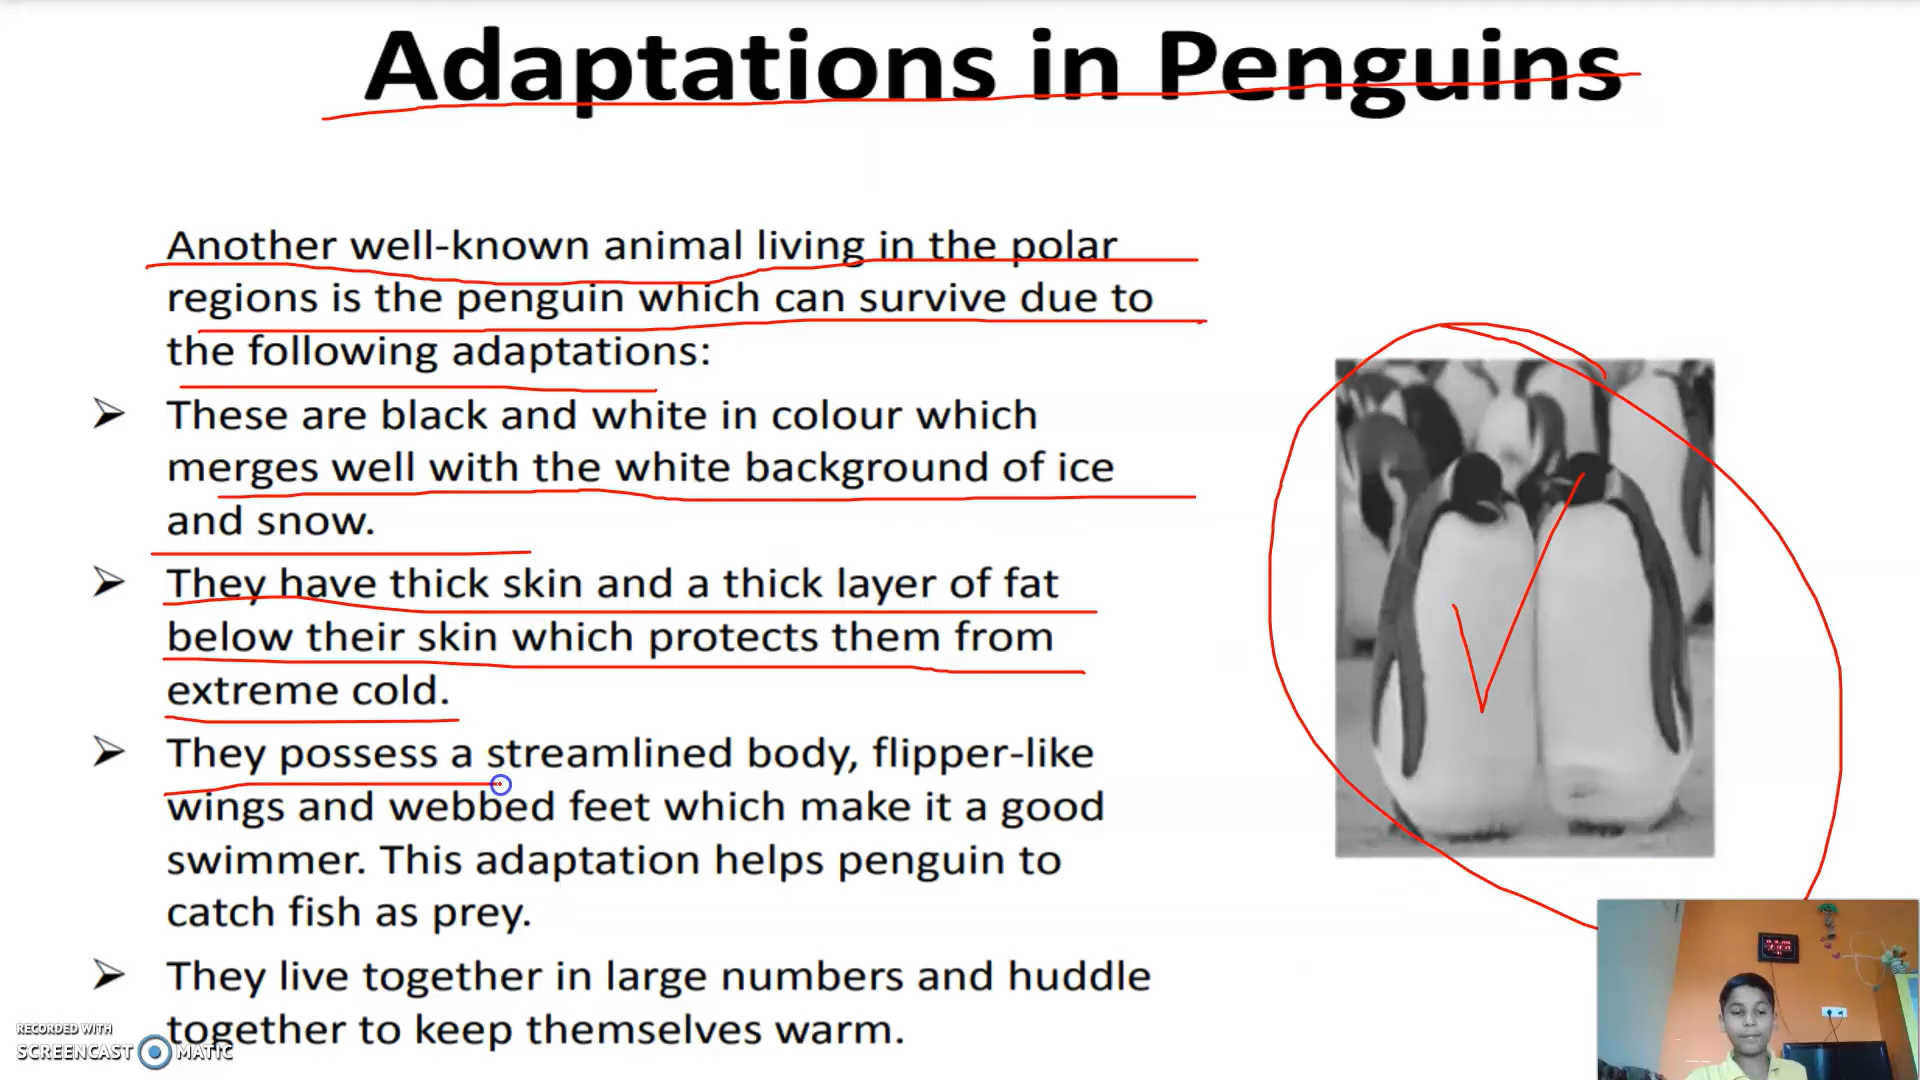 Adaptations in Penguins
Another well-known animal living in the polar
regions is the penguin which can survive due to
the following adaptations:
These are black and white in colour which
merges well with the white background of ice
and snow.
They have thick skin and a thick layer of fat
below their skin which protects them from
extreme cold.
They possess a streamlined body, flipper-like
wings and webbed feet which make it a good
swimmer. This adaptation helps penguin to
catch fish as prey.
They live together in large numbers and huddle
together to keep themselves warm.
RECORDED WITH
SCREENCAST MATIC